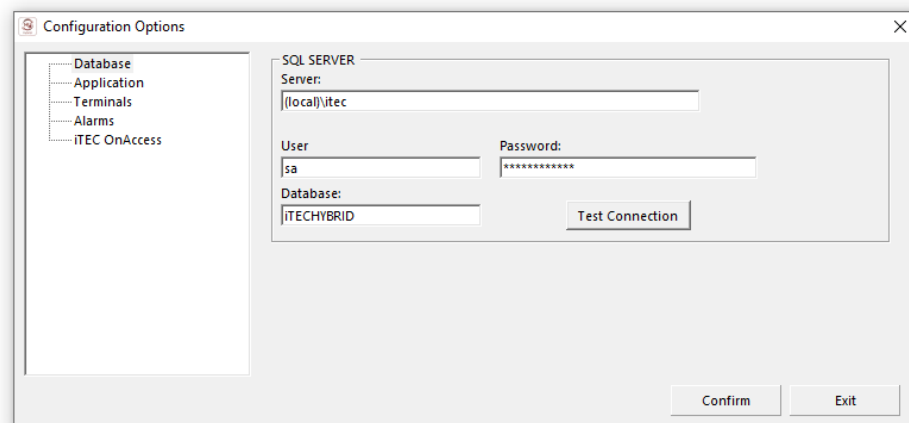 Configuration Options
Database
Application
Terminals
Alarms
iTEC OnAccess
SQL SERVER
Server:
(local)\itec
User
Password:
sa
************
Database:
iTECHYBRID
Test Connection
Confirm
Exit